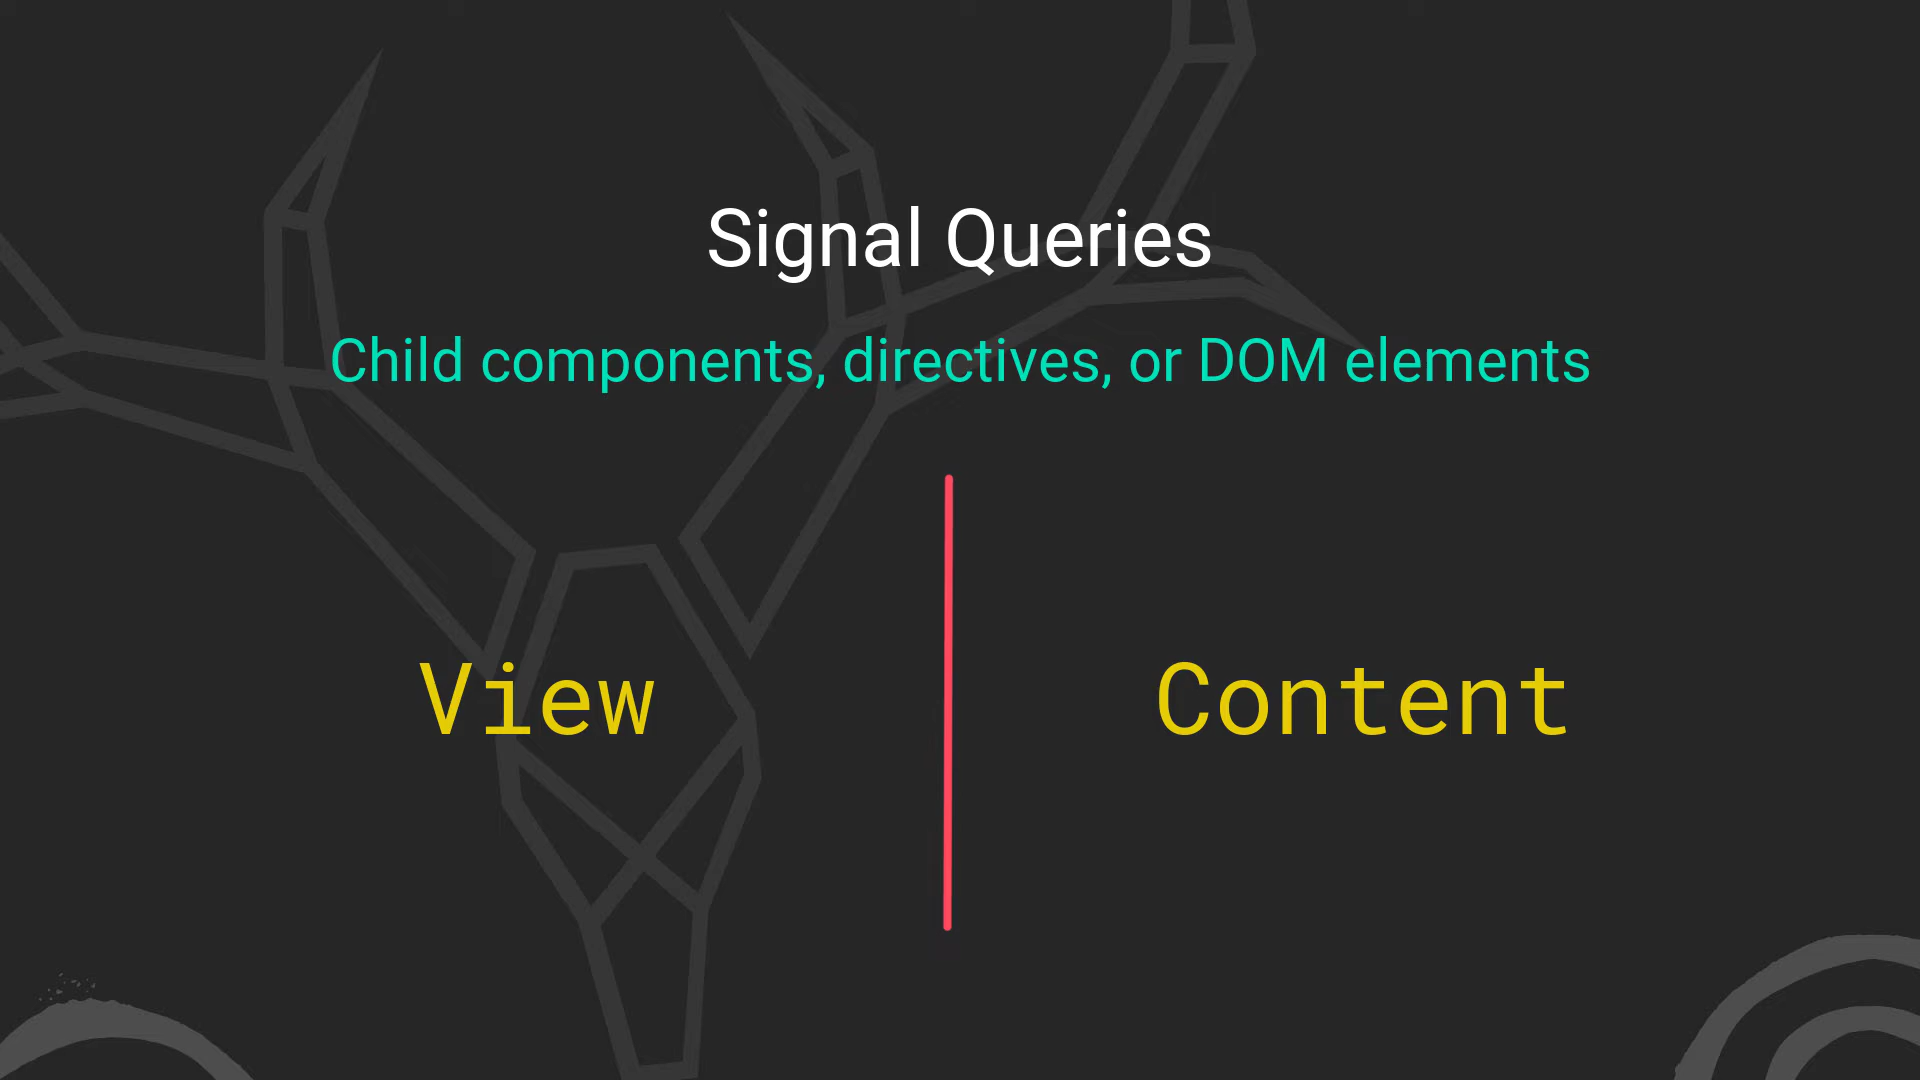 Signal Queries
Child components, directives, or DOM elements
View
Content